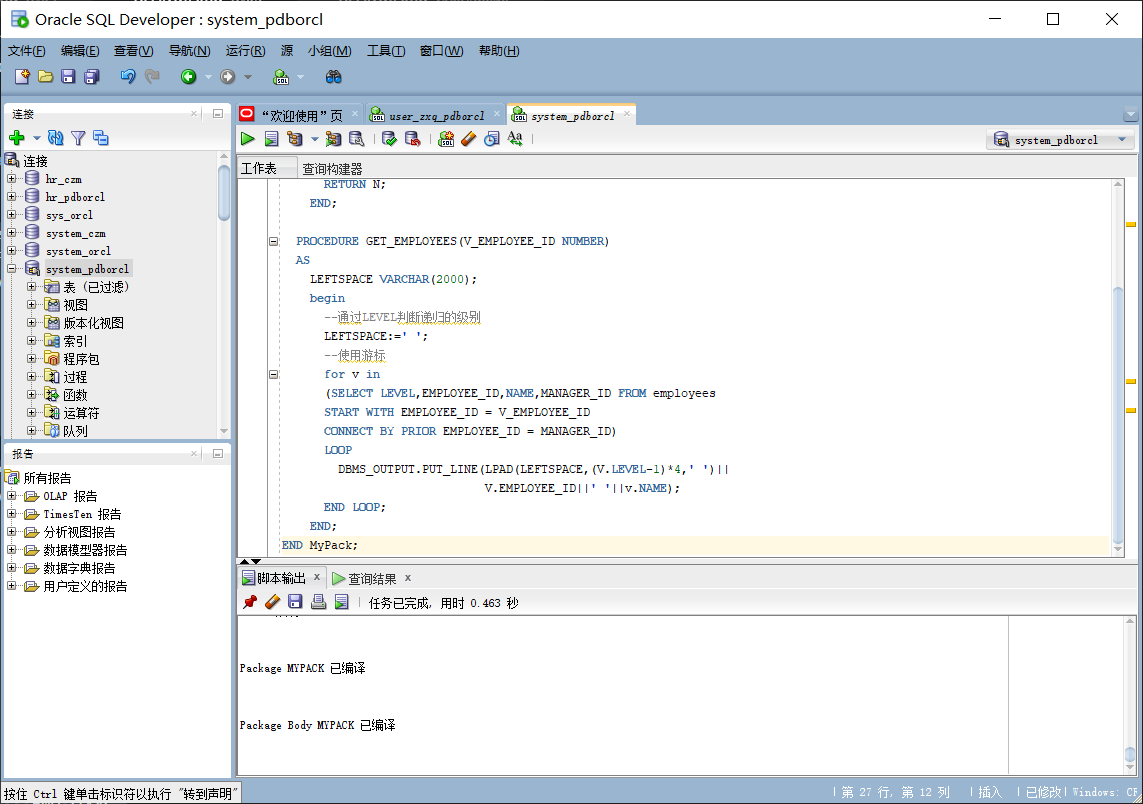 Oracle SQL Developer : system_pdborcl
文件(F) 编辑(E) 查看(V) 导航(N) 运行(R) 源 小组(M) 工具(T) 窗口(W) 帮助(H)
连接
连接
hr_czm
hr_pdborcl
sys_orcl
system_czm
system_orcl
system_pdborcl
表 (已过滤)
视图
版本化视图
索引
程序包
过程
函数
运算符
队列
报告
所有报告
OLAP 报告
TimesTen 报告
分析视图报告
数据模型器报告
数据字典报告
用户定义的报告
“欢迎使用”页 user_zxq_pdborcl system_pdborcl
system_pdborcl
工作表 查询构建器
RETURN N;
END;
PROCEDURE GET_EMPLOYEES(V_EMPLOYEE_ID NUMBER)
AS
LEFTSPACE VARCHAR(2000);
begin
--通过LEVEL判断递归的级别
LEFTSPACE:=' ';
--使用游标
for v in
(SELECT LEVEL,EMPLOYEE_ID,NAME,MANAGER_ID FROM employees
START WITH EMPLOYEE_ID = V_EMPLOYEE_ID
CONNECT BY PRIOR EMPLOYEE_ID = MANAGER_ID)
LOOP
DBMS_OUTPUT.PUT_LINE(LPAD(LEFTSPACE,(V.LEVEL-1)*4,' ')||
V.EMPLOYEE_ID||' '||v.NAME);
END LOOP;
END;
END MyPack;
脚本输出 查询结果
任务已完成, 用时 0.463 秒
Package MYPACK 已编译
Package Body MYPACK 已编译
按住 Ctrl 键单击标识符以执行 "转到声明"
第 27 行, 第 12 列 插入 已修改 Windows: CF